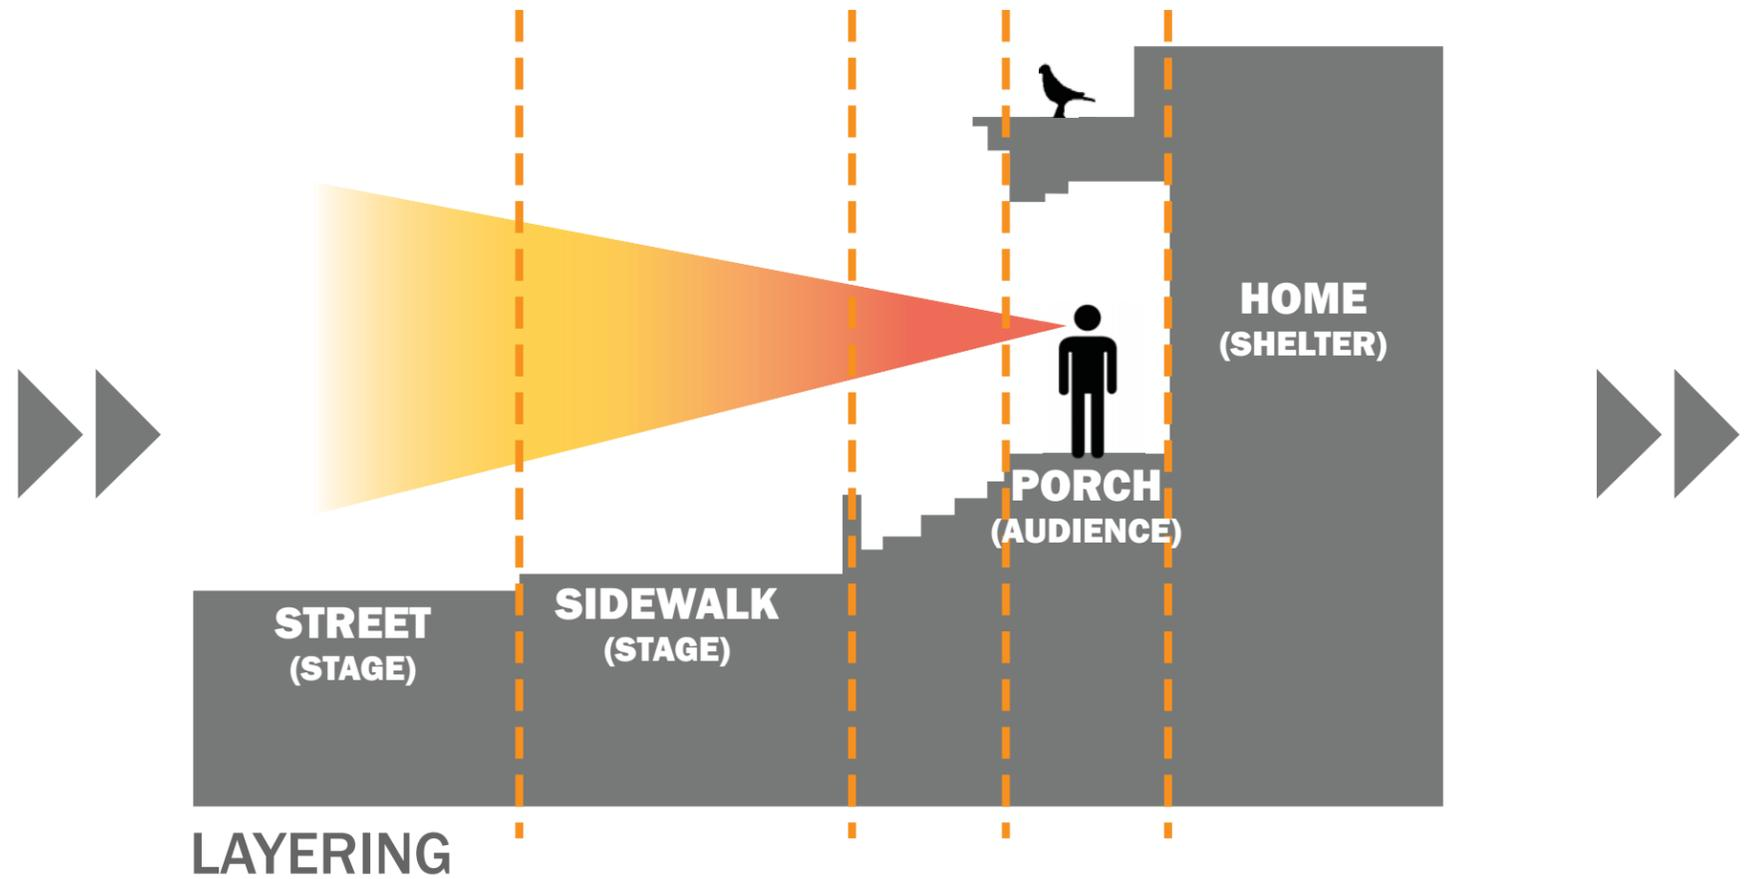 HOME
(SHELTER)
PORCH
(AUDIENCE)
STREET
(STAGE)
SIDEWALK
(STAGE)
LAYERING